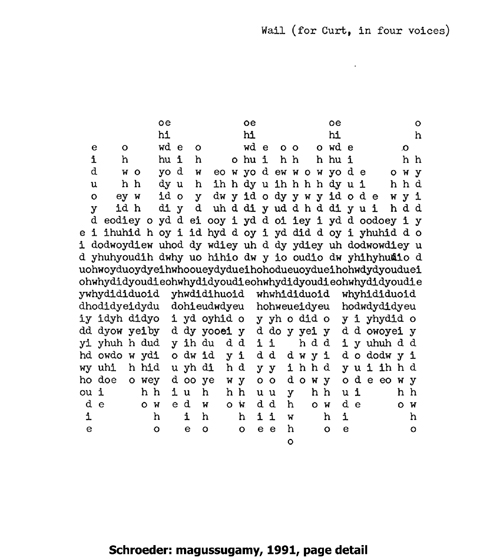 Wail (for Curt, in four voices)
oe oe oe o
hi hi hi h
e o wd e o wd e wd e o
i h hu i h o hu i h h hu i h h
d w o yo d w eo w yo d ew o w yo d e o w y
u h h dy u h ih h dy u ih h h h dy u i h h d
o ey w id o y dw y id o dy y w y id o d e w y i
y id h di y d uh d di y ud d h d di y u i h d d
d eodiey o yd d ei ooy i yd d oi iey i yd d oodoey i y
e i ihuhid h oy i id hyd d oy i yd did d oy i yhuhid d o
i dodwoydiew uhod dy wdiey uh d dy ydiey uh dodwowdiey u
d yhuhyoudih dwhy uo hihio dw y io oudio dw yhihyhudio d
uohwoyduoydyeihwhooueydydueihohodueuoydueihohwdydyoudue i
ohwhydidyoudieohwhydidyoudieohwhydidyoudieohwhydidyoudie
ywhydididuoid yhwdidihuoid whwhididuoid whyhididuoid
dhodidyeidydu dohieudwdyeu hohweueidyeu hodwdydidyeu
iy idyh didyo i yd oyhid o y yh o did o y i yhydid o
dd dyow yeiby d dy yooei y d do y yei y d d owoyei y
yi yhuh h dud y ih du d d i i h d d i yuhuh d d
hd owdo w ydi o dw id y i d d w y i d o dodw y i
wy uhi h hid u yh di h d y y i h h d y u i ih h d
ho doe o wey d oo ye w y o o d o w y o d e eo w y
ou i h h i u h h h u u y h u i h h
d e o w e d w o w d d h o w d e o w
i h i h h i i w h i h
e o e o o e e h o e o
o
Schroeder: magussugamy, 1991, page detail